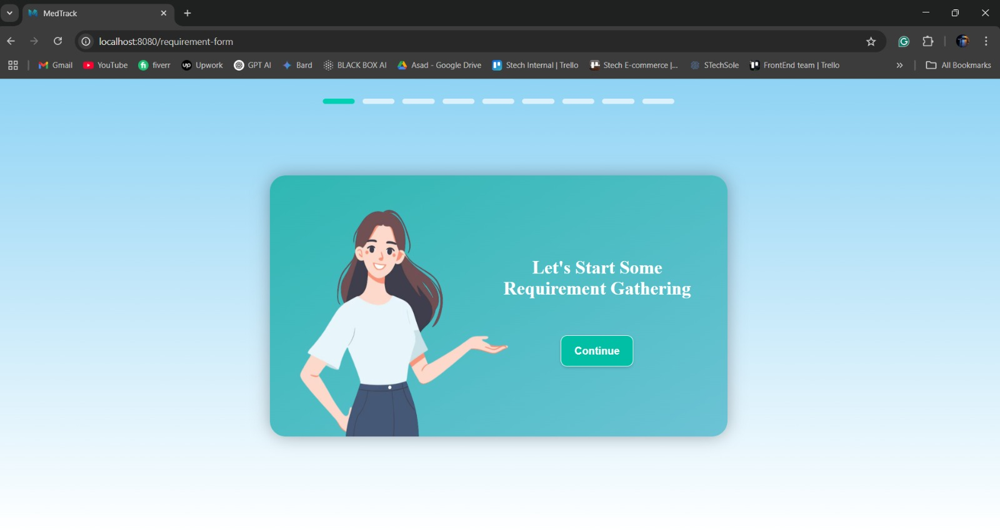 MedTrack
localhost:8080/requirement-form
Gmail YouTube fiverr Upwork GPT AI Bard BLACK BOX AI Asad - Google Drive Stech Internal | Trello Stech E-commerce |... STechSole FrontEnd team | Trello All Bookmarks
Let's Start Some
Requirement Gathering
Continue